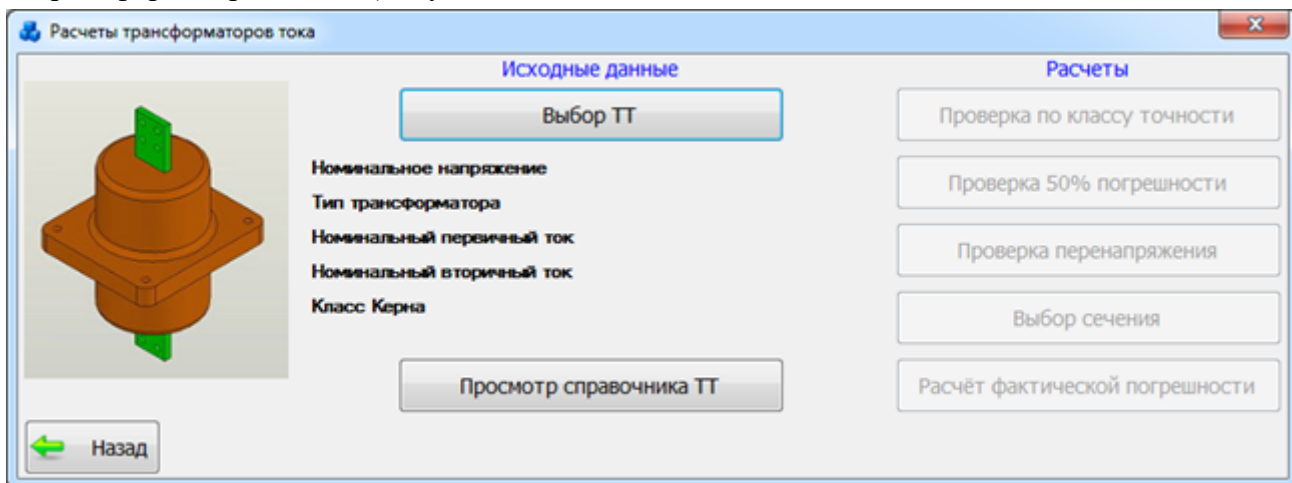 Расчеты трансформаторов тока
Исходные данные
Выбор ТТ
Номинальное напряжение
Тип трансформатора
Номинальный первичный ток
Номинальный вторичный ток
Класс Керна
Просмотр справочника ТТ
Назад
Расчеты
Проверка по классу точности
Проверка 50% погрешности
Проверка перенапряжения
Выбор сечения
Расчёт фактической погрешности